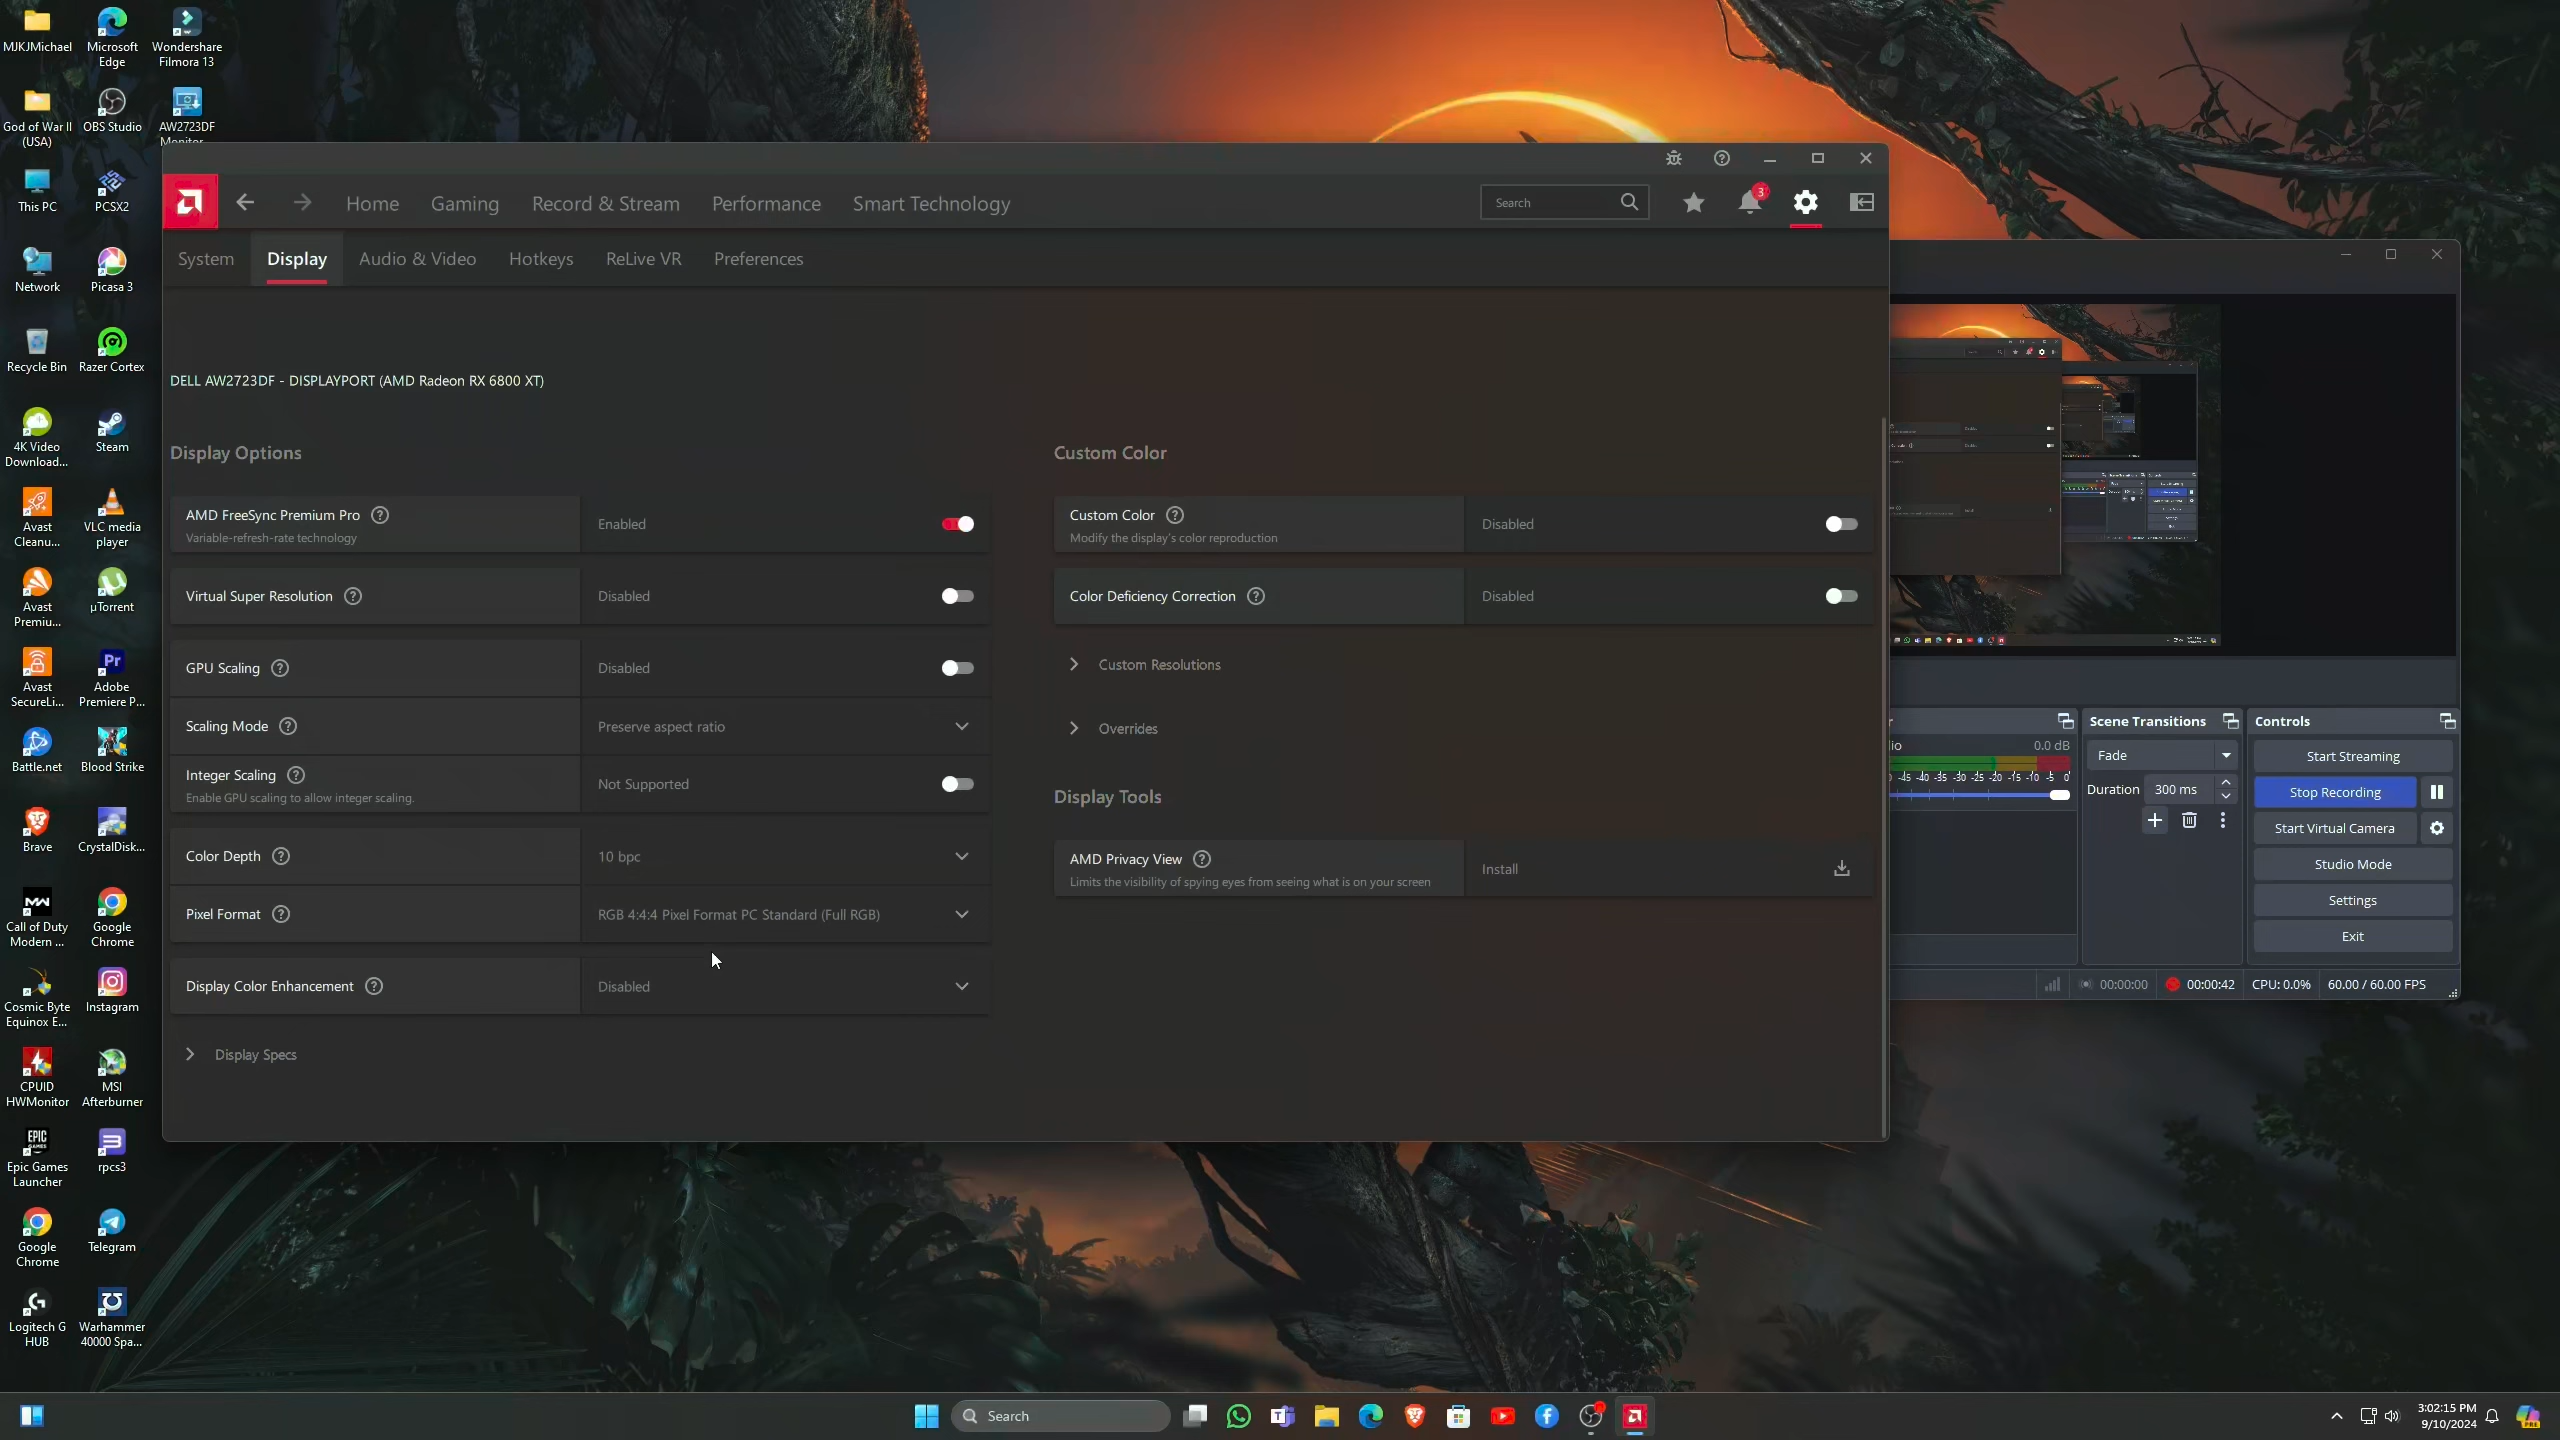 MJKJMichael
Microsoft
Edge
Wondershare
Filmora 13
God of War II
(USA)
OBS Studio
AW2723DF
Monitor
This PC
PCSX2
Network
Picasa 3
Recycle Bin
Razer Cortex
4K Video
Download...
Steam
Avast
Cleanu...
VLC media
player
Avast
Premiu...
µTorrent
Avast
SecureLi...
Adobe
Premiere P...
Battle.net
Blood Strike
Brave
CrystalDisk...
Call of Duty
Modern ...
Google
Chrome
Cosmic Byte
Equinox E...
Instagram
CPUID
HWMonitor
MSI
Afterburner
Epic Games
Launcher
rpcs3
Google
Chrome
Telegram
Logitech G
HUB
Warhammer
40000 Spa...
Home
Gaming
Record & Stream
Performance
Smart Technology
Search
3
System
Display
Audio & Video
Hotkeys
ReLive VR
Preferences
DELL AW2723DF - DISPLAYPORT (AMD Radeon RX 6800 XT)
Display Options
AMD FreeSync Premium Pro
Variable-refresh-rate technology
Enabled
Virtual Super Resolution
Disabled
GPU Scaling
Disabled
Scaling Mode
Preserve aspect ratio
Integer Scaling
Enable GPU scaling to allow integer scaling.
Not Supported
Color Depth
10 bpc
Pixel Format
RGB 4:4:4 Pixel Format PC Standard (Full RGB)
Display Color Enhancement
Disabled
Display Specs
Custom Color
Custom Color
Modify the display's color reproduction
Disabled
Color Deficiency Correction
Disabled
Custom Resolutions
Overrides
Display Tools
AMD Privacy View
Limits the visibility of spying eyes from seeing what is on your screen
Install
r
io
0.0 dB
-45 -40 -35 -30 -25 -20 -15 -10 -5 0
Scene Transitions
Fade
Duration
300 ms
Controls
Start Streaming
Stop Recording
Start Virtual Camera
Studio Mode
Settings
Exit
00:00:00
00:00:42
CPU: 0.0%
60.00 / 60.00 FPS
Search
3:02:15 PM
9/10/2024